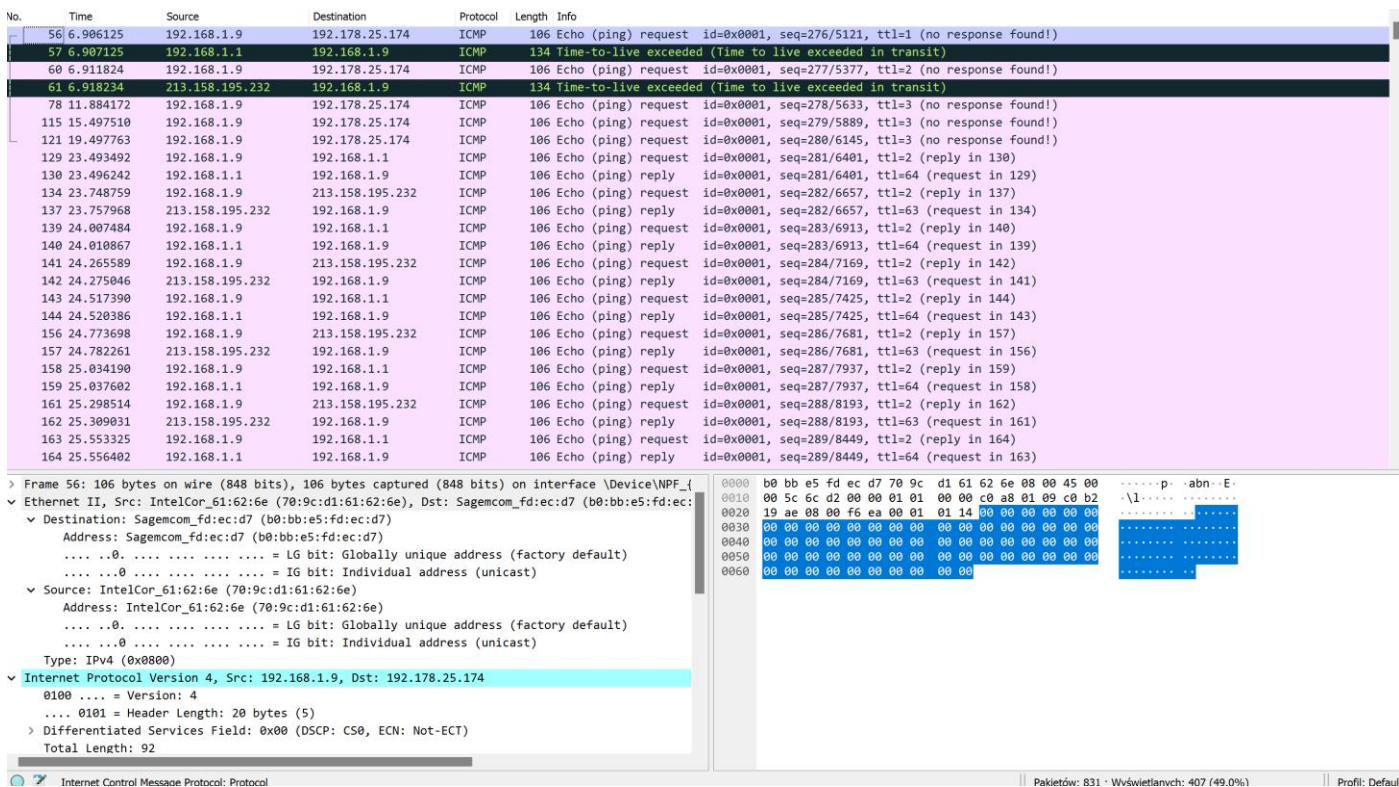 No. Time Source Destination Protocol Length Info
56 6.906125 192.168.1.9 192.178.25.174 ICMP 106 Echo (ping) request id=0x0001, seq=276/5121, ttl=1 (no response found!)
57 6.907125 192.168.1.1 192.168.1.9 ICMP 134 Time-to-live exceeded (Time to live exceeded in transit)
60 6.911824 192.168.1.9 192.178.25.174 ICMP 106 Echo (ping) request id=0x0001, seq=277/5377, ttl=2 (no response found!)
61 6.918234 213.158.195.232 192.168.1.9 ICMP 134 Time-to-live exceeded (Time to live exceeded in transit)
78 11.884172 192.168.1.9 192.178.25.174 ICMP 106 Echo (ping) request id=0x0001, seq=278/5633, ttl=3 (no response found!)
115 15.497510 192.168.1.9 192.178.25.174 ICMP 106 Echo (ping) request id=0x0001, seq=279/5889, ttl=3 (no response found!)
121 19.497763 192.168.1.9 192.178.25.174 ICMP 106 Echo (ping) request id=0x0001, seq=280/6145, ttl=3 (no response found!)
129 23.493492 192.168.1.9 192.168.1.1 ICMP 106 Echo (ping) request id=0x0001, seq=281/6401, ttl=2 (reply in 130)
130 23.496242 192.168.1.1 192.168.1.9 ICMP 106 Echo (ping) reply id=0x0001, seq=281/6401, ttl=64 (request in 129)
134 23.748759 192.168.1.9 213.158.195.232 ICMP 106 Echo (ping) request id=0x0001, seq=282/6657, ttl=2 (reply in 137)
137 23.757968 213.158.195.232 192.168.1.9 ICMP 106 Echo (ping) reply id=0x0001, seq=282/6657, ttl=63 (request in 134)
139 24.007484 192.168.1.9 192.168.1.1 ICMP 106 Echo (ping) request id=0x0001, seq=283/6913, ttl=2 (reply in 140)
140 24.010867 192.168.1.1 192.168.1.9 ICMP 106 Echo (ping) reply id=0x0001, seq=283/6913, ttl=64 (request in 139)
141 24.265589 192.168.1.9 213.158.195.232 ICMP 106 Echo (ping) request id=0x0001, seq=284/7169, ttl=2 (reply in 142)
142 24.275046 213.158.195.232 192.168.1.9 ICMP 106 Echo (ping) reply id=0x0001, seq=284/7169, ttl=63 (request in 141)
143 24.517390 192.168.1.9 192.168.1.1 ICMP 106 Echo (ping) request id=0x0001, seq=285/7425, ttl=2 (reply in 144)
144 24.520386 192.168.1.1 192.168.1.9 ICMP 106 Echo (ping) reply id=0x0001, seq=285/7425, ttl=64 (request in 143)
156 24.773698 192.168.1.9 213.158.195.232 ICMP 106 Echo (ping) request id=0x0001, seq=286/7681, ttl=2 (reply in 157)
157 24.782261 213.158.195.232 192.168.1.9 ICMP 106 Echo (ping) reply id=0x0001, seq=286/7681, ttl=63 (request in 156)
158 25.034190 192.168.1.9 192.168.1.1 ICMP 106 Echo (ping) request id=0x0001, seq=287/7937, ttl=2 (reply in 159)
159 25.037602 192.168.1.1 192.168.1.9 ICMP 106 Echo (ping) reply id=0x0001, seq=287/7937, ttl=64 (request in 158)
161 25.298514 192.168.1.9 213.158.195.232 ICMP 106 Echo (ping) request id=0x0001, seq=288/8193, ttl=2 (reply in 162)
162 25.309031 213.158.195.232 192.168.1.9 ICMP 106 Echo (ping) reply id=0x0001, seq=288/8193, ttl=63 (request in 161)
163 25.553325 192.168.1.9 192.168.1.1 ICMP 106 Echo (ping) request id=0x0001, seq=289/8449, ttl=2 (reply in 164)
164 25.556402 192.168.1.1 192.168.1.9 ICMP 106 Echo (ping) reply id=0x0001, seq=289/8449, ttl=64 (request in 163)
> Frame 56: 106 bytes on wire (848 bits), 106 bytes captured (848 bits) on interface \Device\NPF_{
Ethernet II, Src: IntelCor_61:62:6e (70:9c:d1:61:62:6e), Dst: Sagemcom_fd:ec:d7 (b0:bb:e5:fd:ec:
Destination: Sagemcom_fd:ec:d7 (b0:bb:e5:fd:ec:d7)
Address: Sagemcom_fd:ec:d7 (b0:bb:e5:fd:ec:d7)
.... ..0. .... .... .... .... = LG bit: Globally unique address (factory default)
.... ...0 .... .... .... .... = IG bit: Individual address (unicast)
Source: IntelCor_61:62:6e (70:9c:d1:61:62:6e)
Address: IntelCor_61:62:6e (70:9c:d1:61:62:6e)
.... ..0. .... .... .... .... = LG bit: Globally unique address (factory default)
.... ...0 .... .... .... .... = IG bit: Individual address (unicast)
Type: IPv4 (0x0800)
Internet Protocol Version 4, Src: 192.168.1.9, Dst: 192.178.25.174
0100 .... = Version: 4
.... 0101 = Header Length: 20 bytes (5)
> Differentiated Services Field: 0x00 (DSCP: CS0, ECN: Not-ECT)
Total Length: 92
0000 b0 bb e5 fd ec d7 70 9c d1 61 62 6e 08 00 45 00 ······p· ·abn··E·
0010 00 5c 6c d2 00 00 01 01 00 00 c0 a8 01 09 c0 b2 ·\l····· ········
0020 19 ae 08 00 f6 ea 00 01 01 14 00 00 00 00 00 00 ········ ········
0030 00 00 00 00 00 00 00 00 00 00 00 00 00 00 00 00 ········ ········
0040 00 00 00 00 00 00 00 00 00 00 00 00 00 00 00 00 ········ ········
0050 00 00 00 00 00 00 00 00 00 00 00 00 00 00 00 00 ········ ········
0060 00 00 00 00 00 00 00 00 00 00 ········ ··
Internet Control Message Protocol: Protocol
Pakietów: 831 · Wyświetlanych: 407 (49.0%)
Profil: Defaul